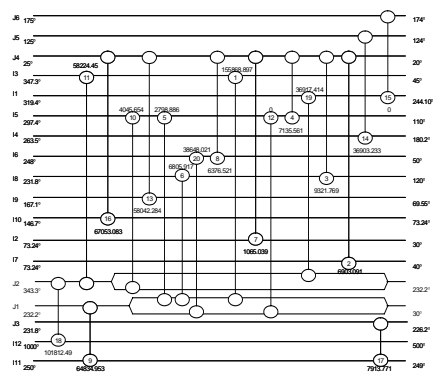 J6 175° 174°
J5 125° 124°
J4 25° 20°
I3 347.3° 58224.45 11 155868.897 1 45°
I1 319.4° 36917.414 19 15 0 244.10°
I5 297.4° 4045.654 10 2798.886 5 0 12 4 7135.561 110°
I4 263.5° 14 36903.233 180.2°
I6 248° 38648.021 20 8 6376.521 50°
I8 231.8° 6805.917 6 3 9321.769 120°
I9 167.1° 13 58042.284 69.55°
I10 146.7° 16 67053.083 73.24°
I2 73.24° 7 1085.039 30°
I7 73.24° 2 40°
J2 343.3° 232.2°
J1 232.2° 30°
J3 231.8° 226.2°
I12 1000° 18 101812.49 500°
I11 250° 9 64834.953 17 7913.771 249°